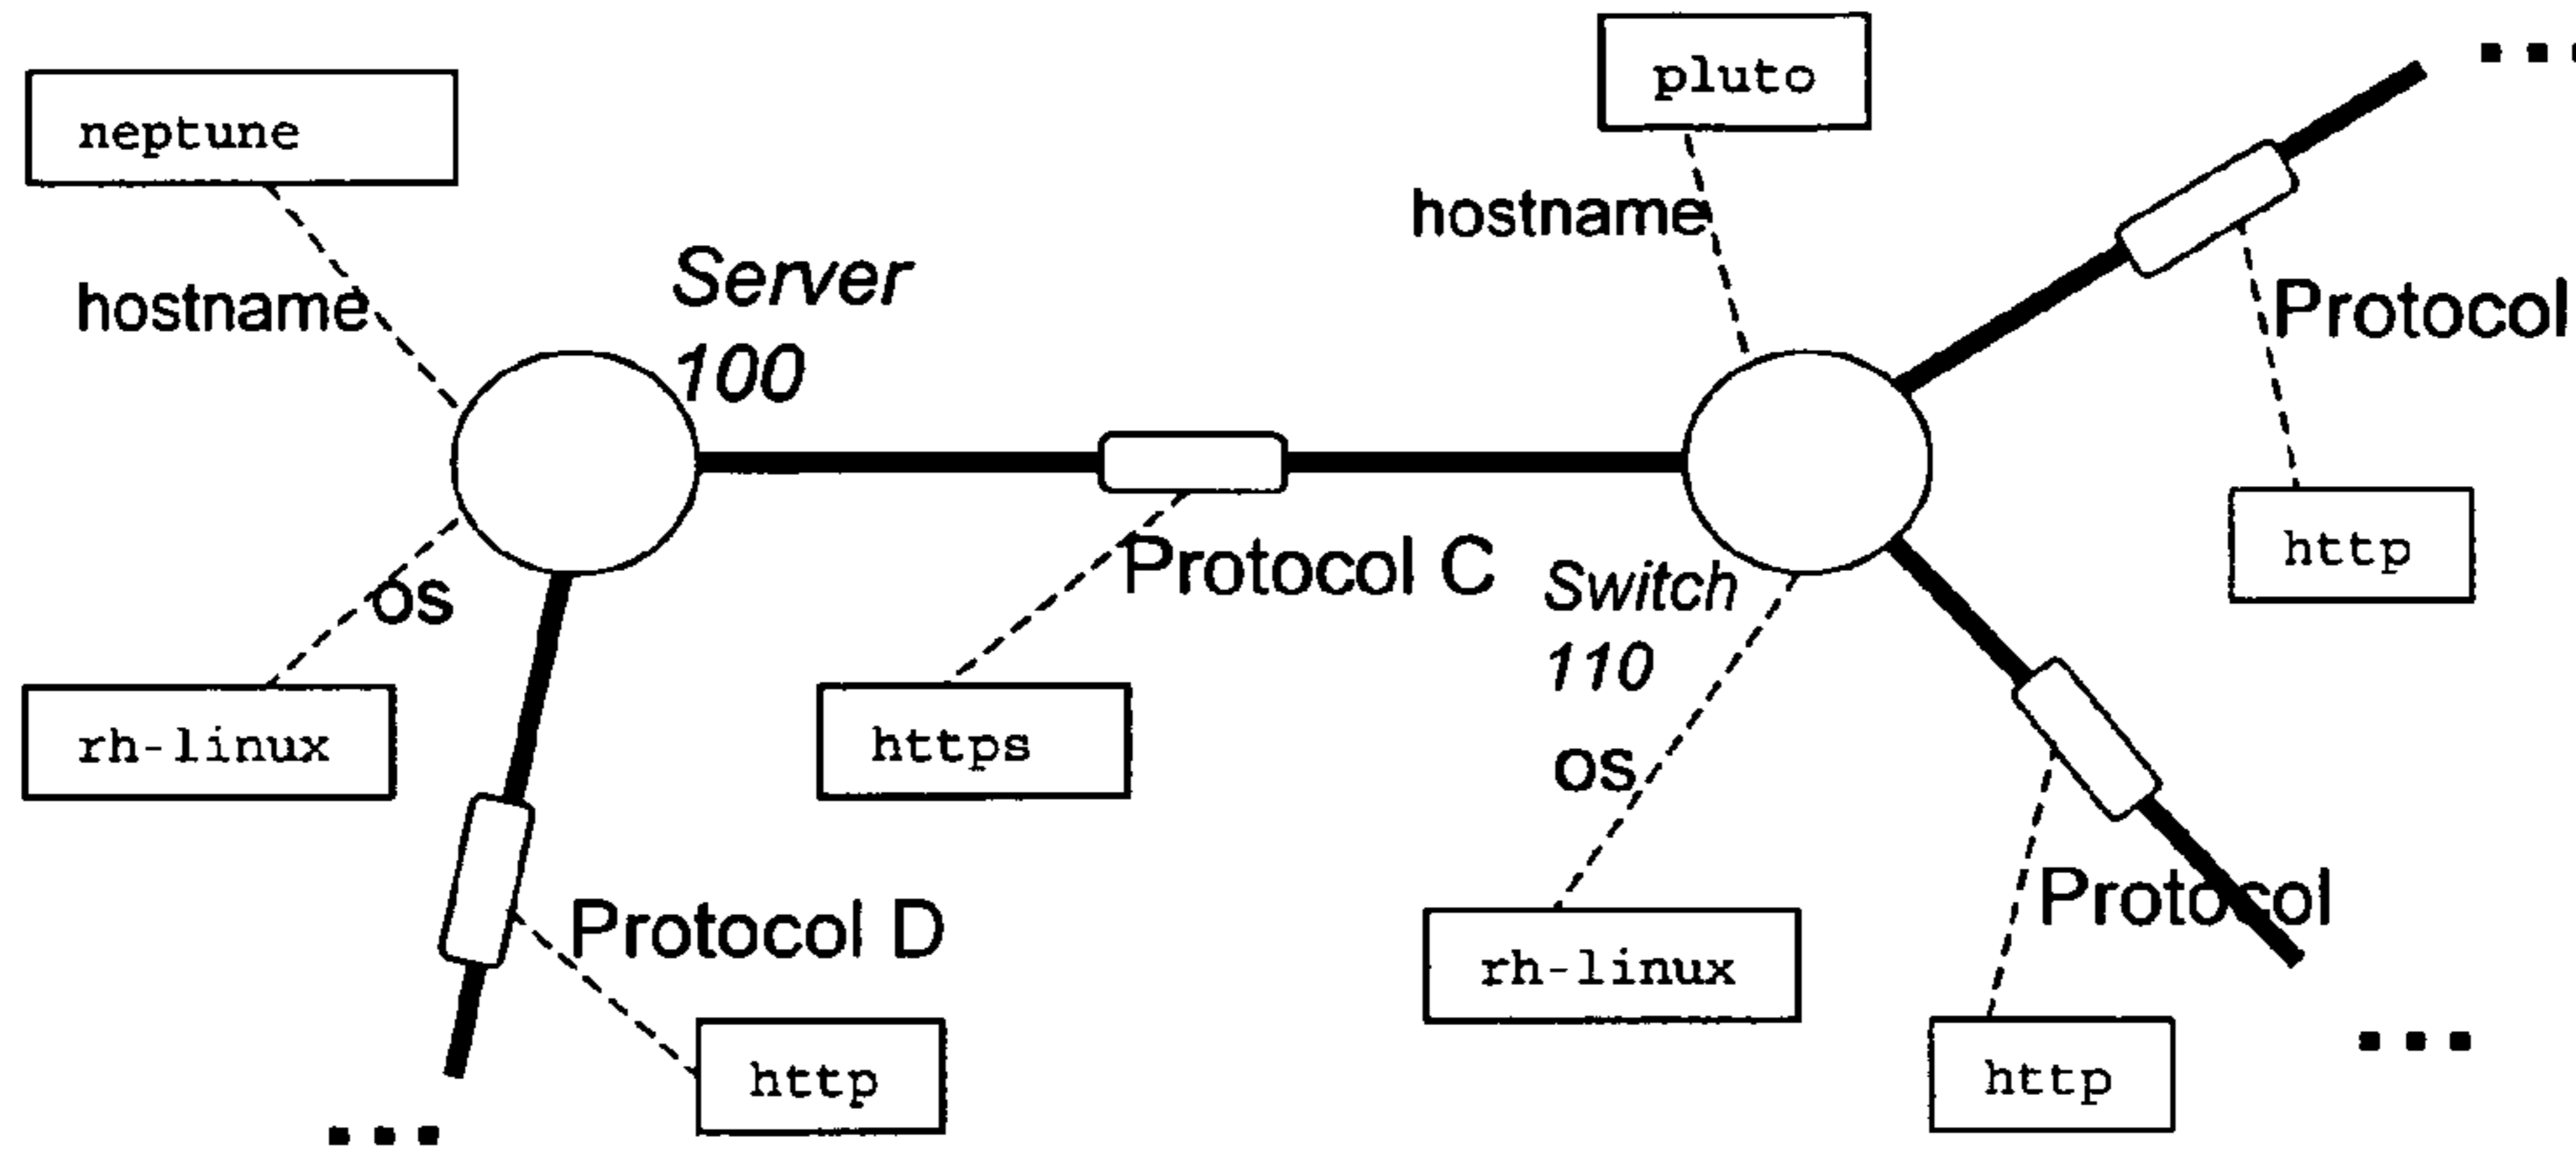 pluto
neptune
hostname
Server
100
hostname
Protocol
http
Protocol C
Switch
110
os
rh-linux
https
os
Protocol
Protocol D
rh-linux
http
http